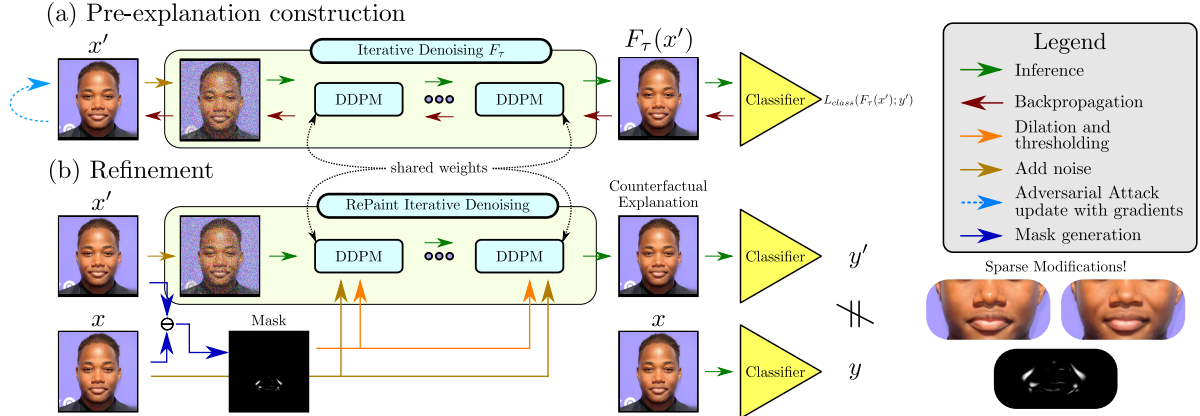 (a) Pre-explanation construction
x′
Iterative Denoising F_τ
F_τ(x′)
DDPM
DDPM
Classifier
L_class(F_τ(x′); y′)
shared weights
(b) Refinement
x′
RePaint Iterative Denoising
Counterfactual
Explanation
DDPM
DDPM
Classifier
y′
x
Mask
x
Classifier
y
Legend
Inference
Backpropagation
Dilation and
thresholding
Add noise
Adversarial Attack
update with gradients
Mask generation
Sparse Modifications!